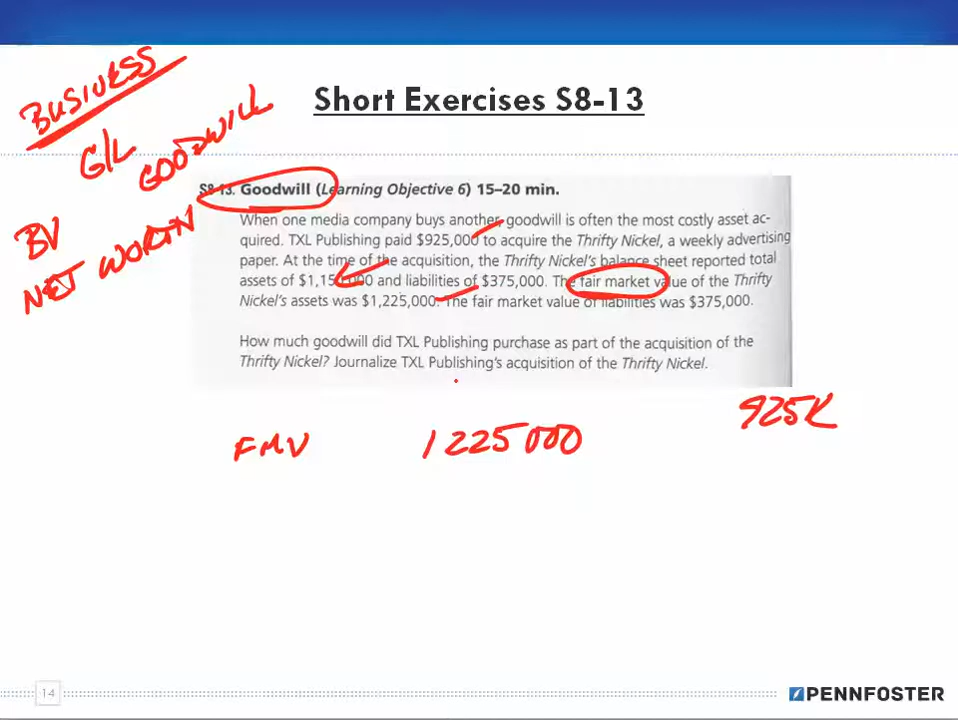 Short Exercises S8-13
BUSINESS
G/L GOODWILL
BV
NET WORTH
S8-13. Goodwill (Learning Objective 6) 15–20 min.
When one media company buys another, goodwill is often the most costly asset ac-
quired. TXL Publishing paid $925,000 to acquire the Thrifty Nickel, a weekly advertising
paper. At the time of the acquisition, the Thrifty Nickel's balance sheet reported total
assets of $1,15 ,000 and liabilities of $375,000. The fair market value of the Thrifty
Nickel's assets was $1,225,000. The fair market value of liabilities was $375,000.
How much goodwill did TXL Publishing purchase as part of the acquisition of the
Thrifty Nickel? Journalize TXL Publishing's acquisition of the Thrifty Nickel.
925K
FMV 1225000
14
PENNFOSTER